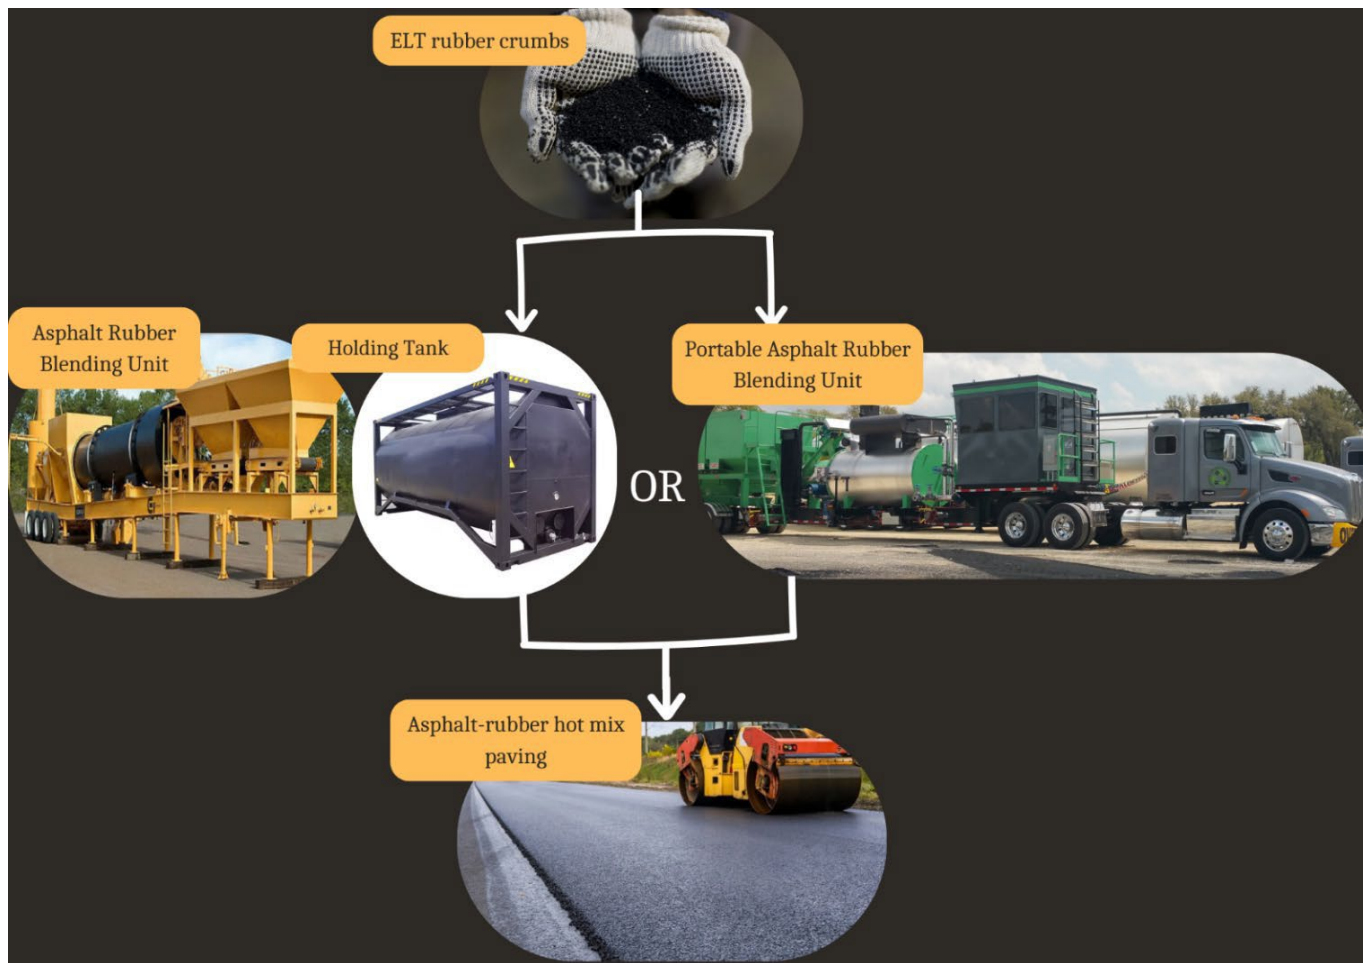 ELT rubber crumbs
Asphalt Rubber
Blending Unit
Holding Tank
Portable Asphalt Rubber
Blending Unit
OR
Asphalt-rubber hot mix
paving